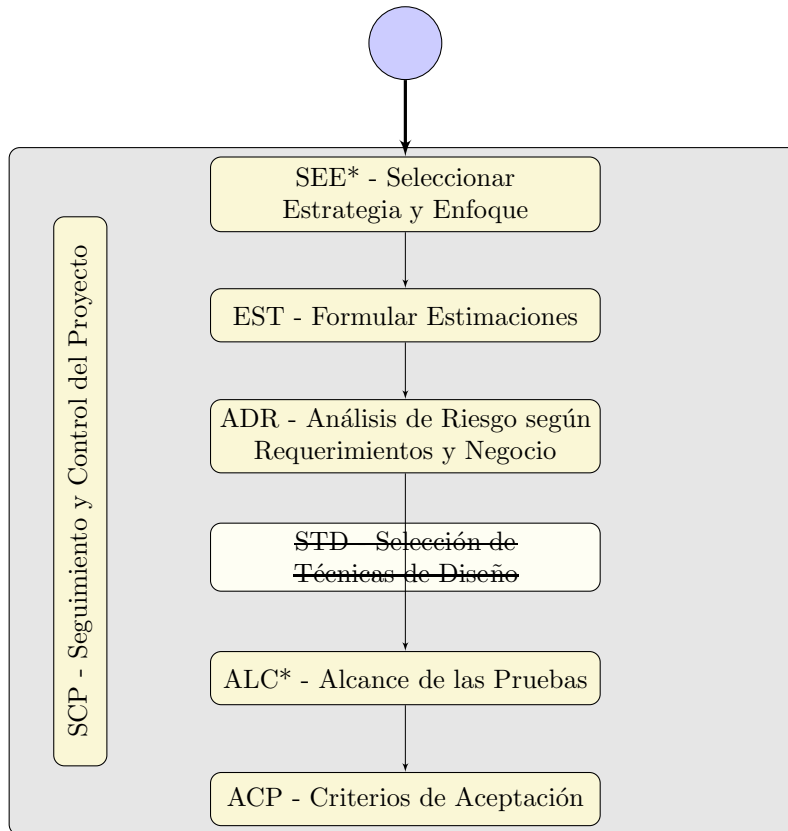 SEE* - Seleccionar
Estrategia y Enfoque
SCP - Seguimiento y Control del Proyecto
EST - Formular Estimaciones
ADR - Análisis de Riesgo según
Requerimientos y Negocio
STD - Selección de
Técnicas de Diseño
ALC* - Alcance de las Pruebas
ACP - Criterios de Aceptación